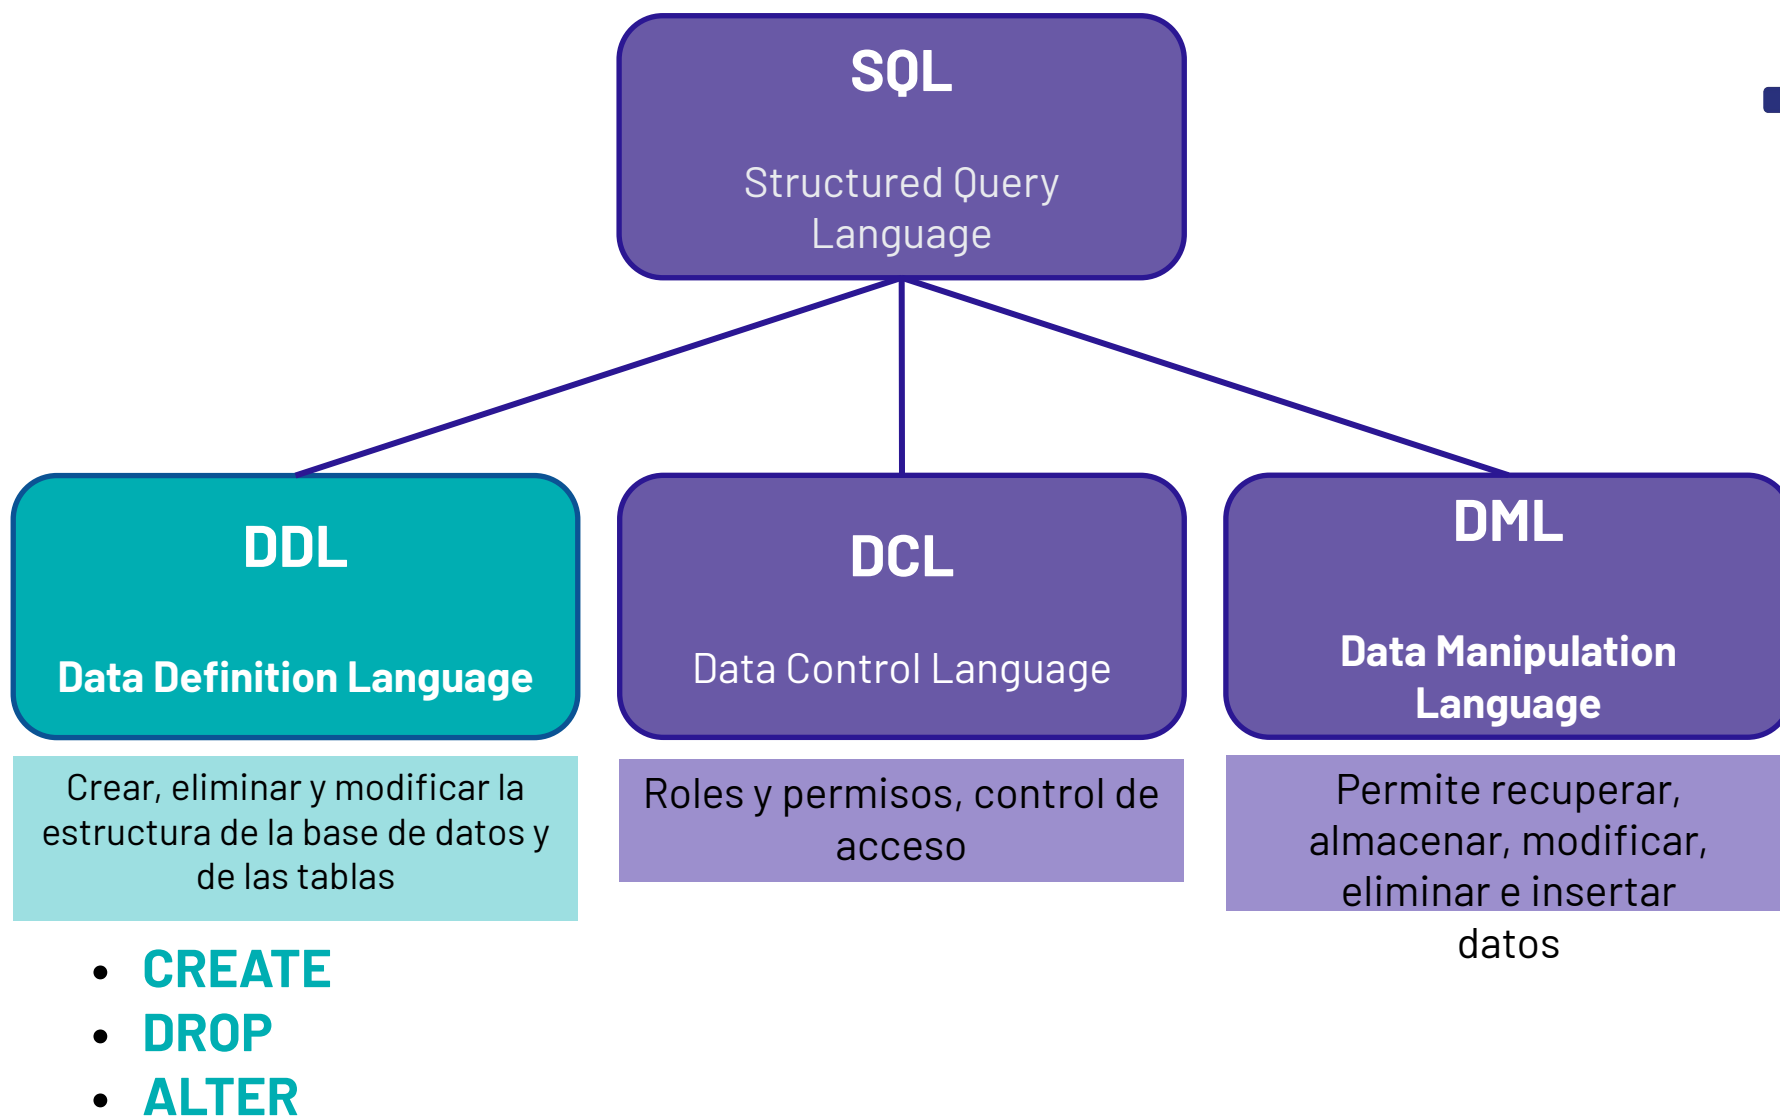 SQL
Structured Query
Language
DDL
Data Definition Language
Crear, eliminar y modificar la
estructura de la base de datos y
de las tablas
• CREATE
• DROP
• ALTER
DCL
Data Control Language
Roles y permisos, control de
acceso
DML
Data Manipulation
Language
Permite recuperar,
almacenar, modificar,
eliminar e insertar
datos